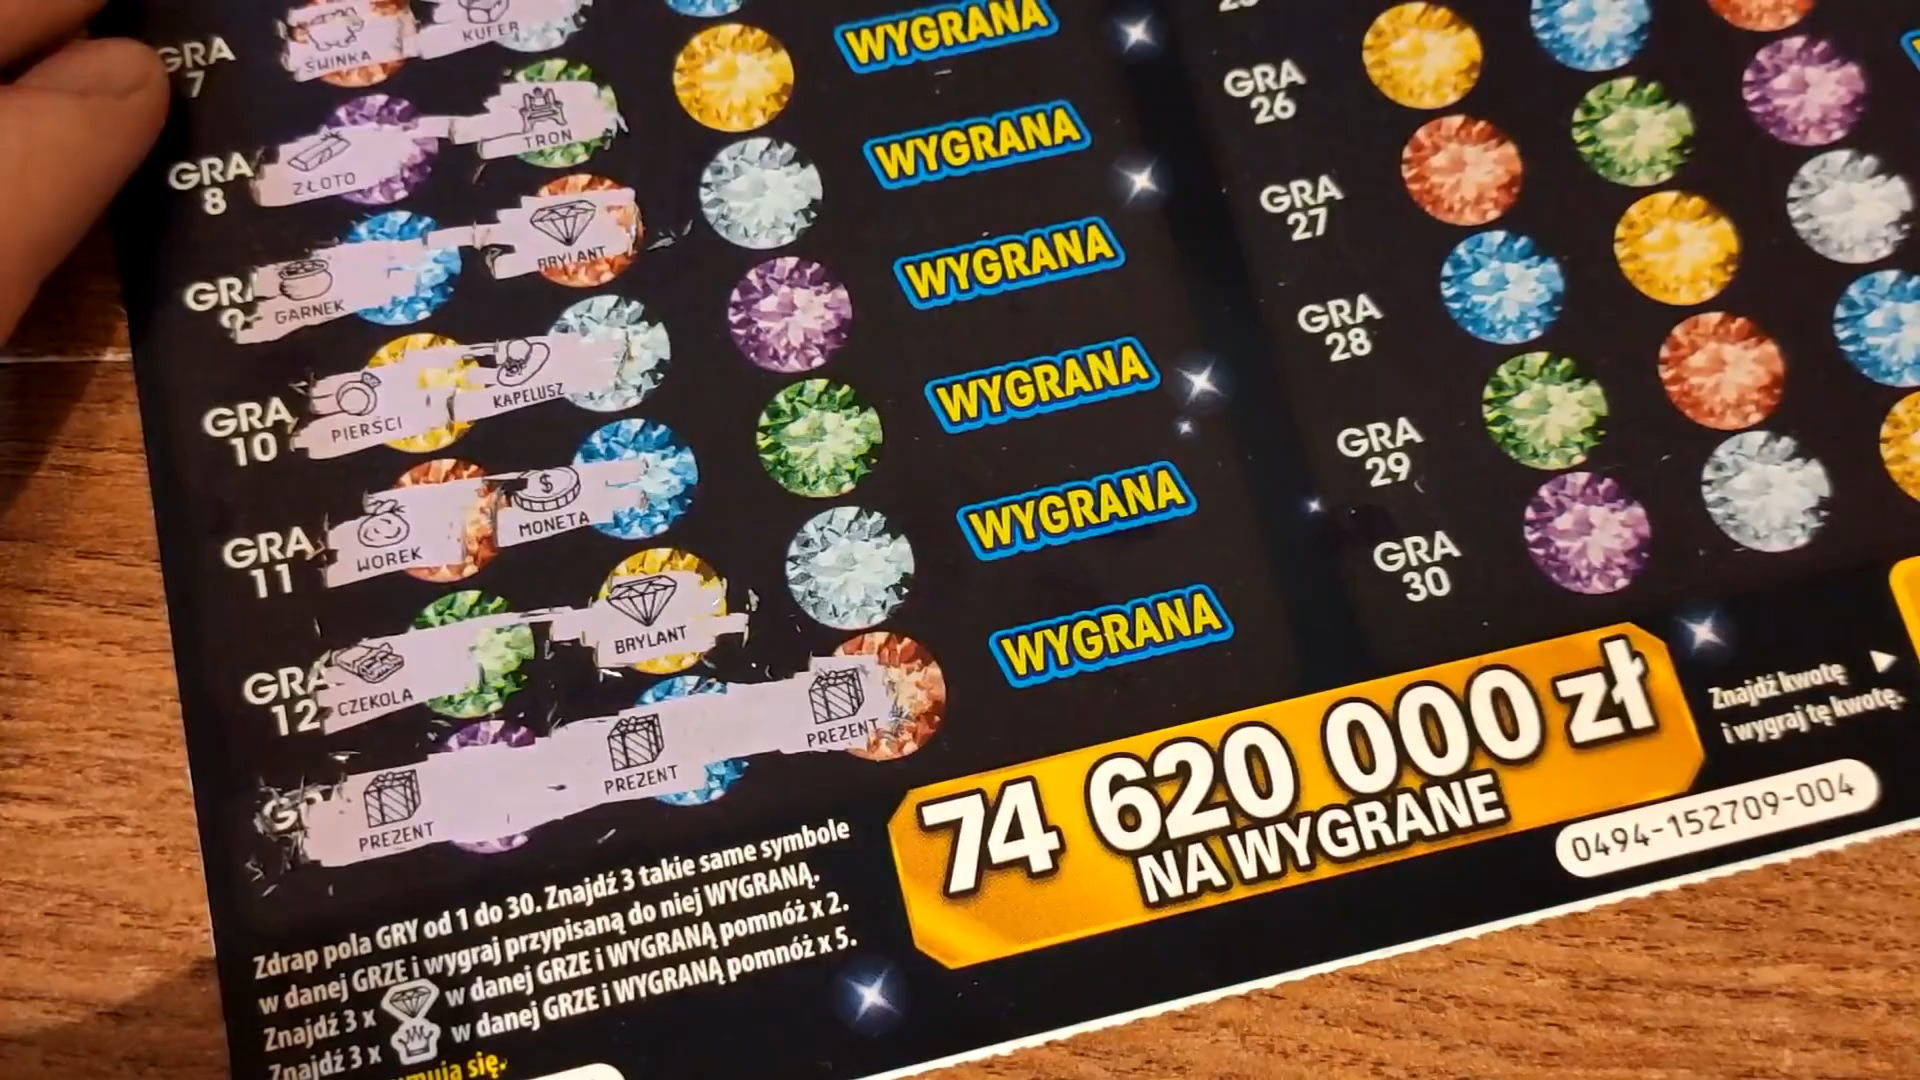 GRA 7 ŚWINKA KUFER WYGRANA
GRA 8 ZŁOTO TRON WYGRANA
GARNEK BRYLANT WYGRANA
GRA 10 PIERŚCI KAPELUSZ WYGRANA
GRA 11 WOREK MONETA WYGRANA
GRA 12 CZEKOLA BRYLANT WYGRANA
PREZENT PREZENT PREZENT
GRA 26
GRA 27
GRA 28
GRA 29
GRA 30
74 620 000 zł
NA WYGRANE
Znajdź kwotę
i wygraj tę kwotę.
0494-152709-004
Zdrap pola GRY od 1 do 30. Znajdź 3 takie same symbole
w danej GRZE i wygraj przypisaną do niej WYGRANĄ.
Znajdź 3 x w danej GRZE i WYGRANĄ pomnóż x 2.
Znajdź 3 x w danej GRZE i WYGRANĄ pomnóż x 5.
się.